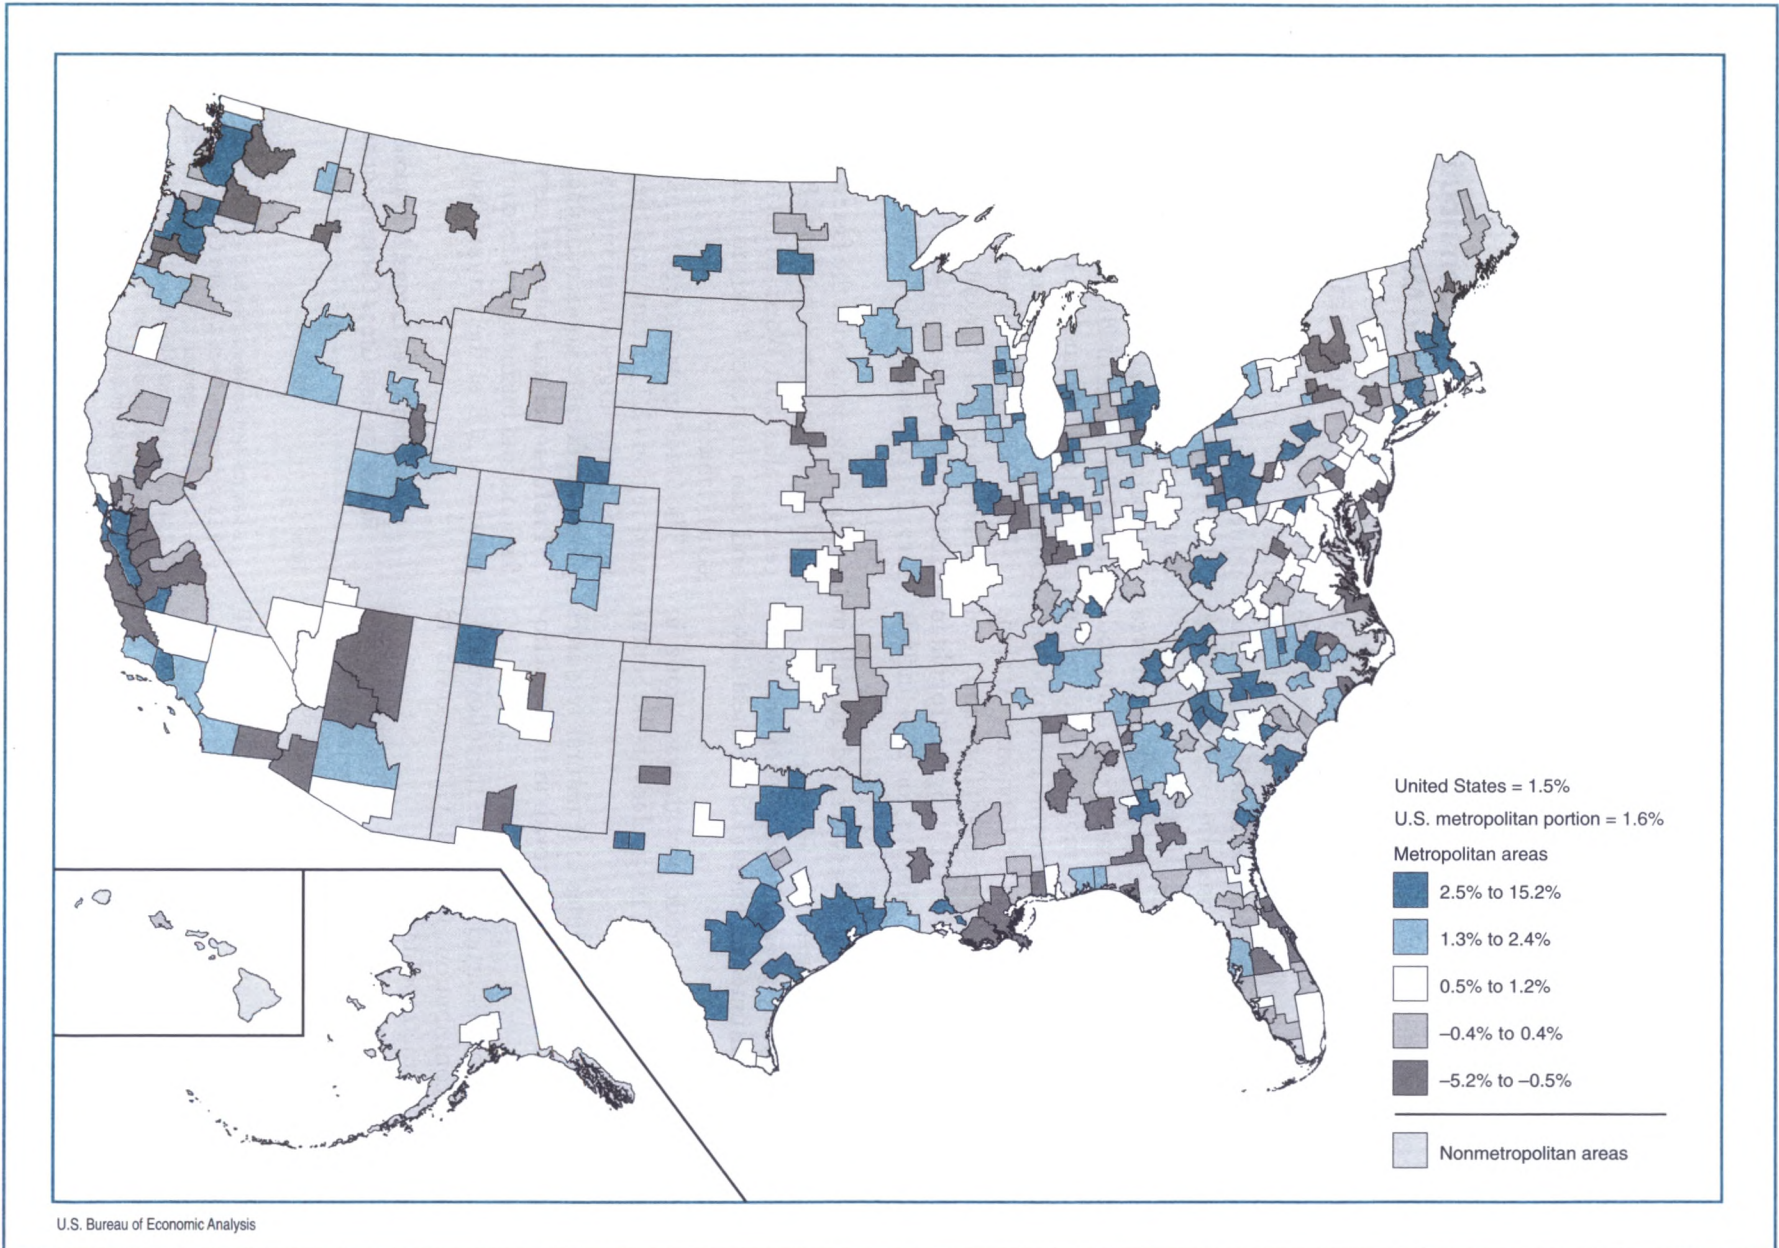 United States = 1.5%
U.S. metropolitan portion = 1.6%
Metropolitan areas
2.5% to 15.2%
1.3% to 2.4%
0.5% to 1.2%
–0.4% to 0.4%
–5.2% to –0.5%
Nonmetropolitan areas
U.S. Bureau of Economic Analysis